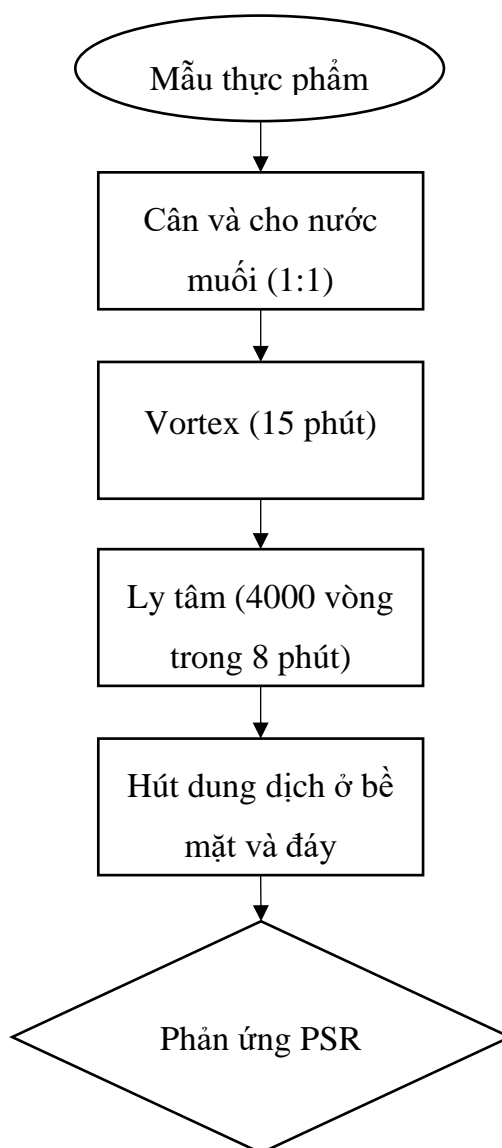 Mẫu thực phẩm
Cân và cho nước
muối (1:1)
Vortex (15 phút)
Ly tâm (4000 vòng
trong 8 phút)
Hút dung dịch ở bề
mặt và đáy
Phản ứng PSR